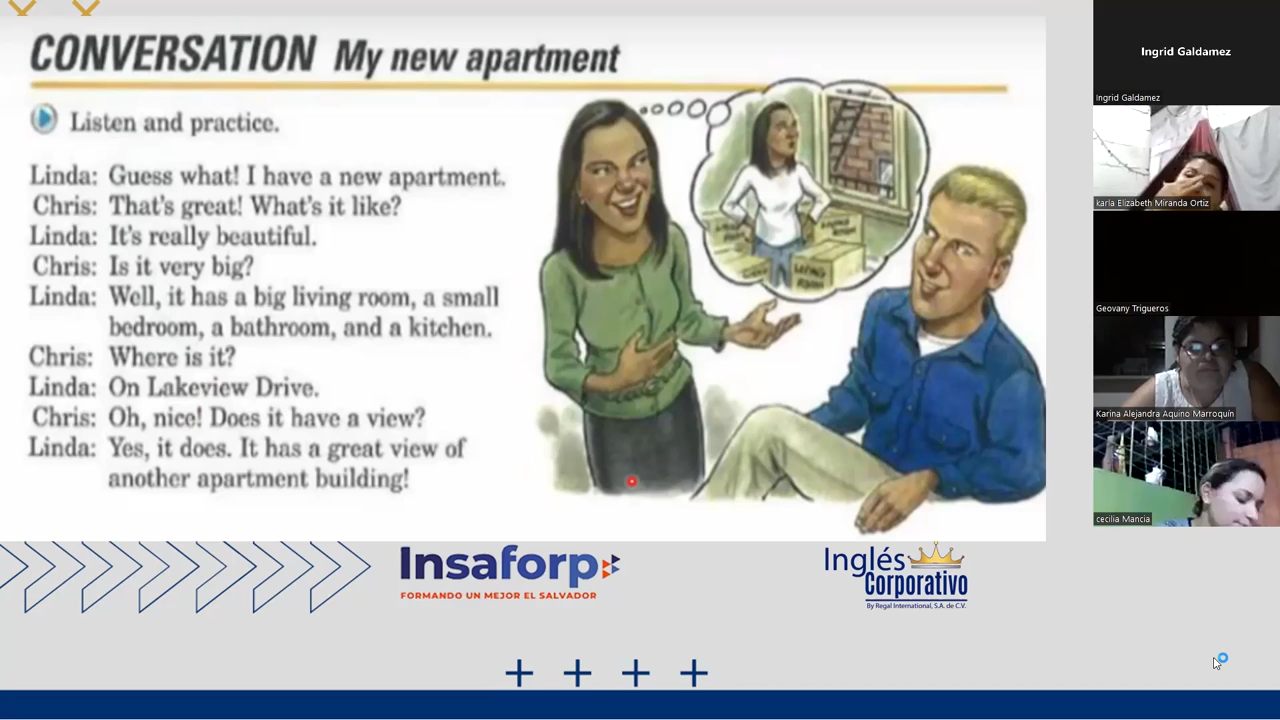 CONVERSATION My new apartment
Listen and practice.
Linda: Guess what! I have a new apartment.
Chris: That's great! What's it like?
Linda: It's really beautiful.
Chris: Is it very big?
Linda: Well, it has a big living room, a small
bedroom, a bathroom, and a kitchen.
Chris: Where is it?
Linda: On Lakeview Drive.
Chris: Oh, nice! Does it have a view?
Linda: Yes, it does. It has a great view of
another apartment building!
LIVING
ROOM
Insaforp
FORMANDO UN MEJOR EL SALVADOR
Inglés
Corporativo
By Regal International, S.A. de C.V.
Ingrid Galdamez
Ingrid Galdamez
karla Elizabeth Miranda Ortiz
Geovany Trigueros
Karina Alejandra Aquino Marroquín
cecilia Mancia